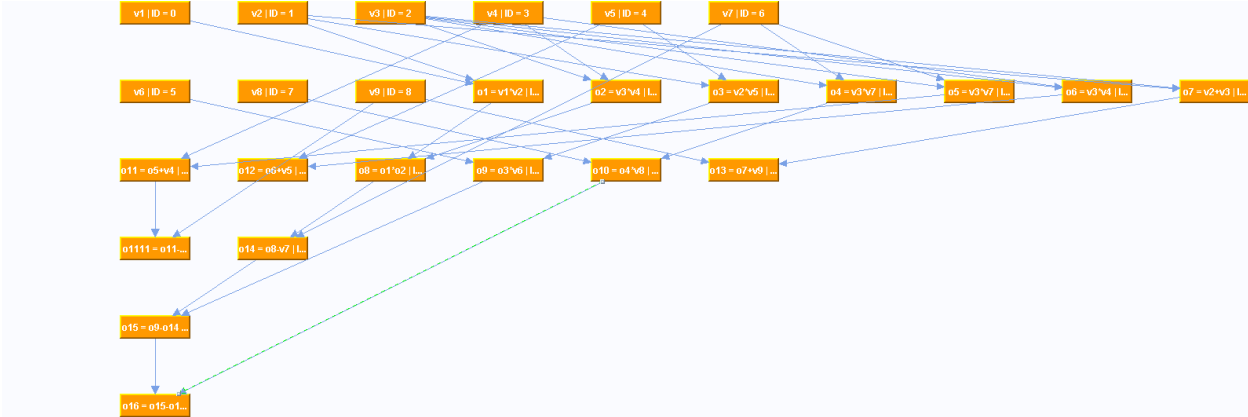 v1 | ID = 0
v2 | ID = 1
v3 | ID = 2
v4 | ID = 3
v5 | ID = 4
v7 | ID = 6
v6 | ID = 5
v8 | ID = 7
v9 | ID = 8
o1 = v1*v2 | I...
o2 = v3*v4 | I...
o3 = v2*v5 | I...
o4 = v3*v7 | I...
o5 = v3*v7 | I...
o6 = v3*v4 | I...
o7 = v2+v3 | I...
o11 = o5+v4 | ...
o12 = o6+v5 | ...
o8 = o1*o2 | I...
o9 = o3*v6 | I...
o10 = o4*v8 | ...
o13 = o7+v9 | ...
o1111 = o11-...
o14 = o8-v7 | I...
o15 = o9-o14 ...
o16 = o15-o1...